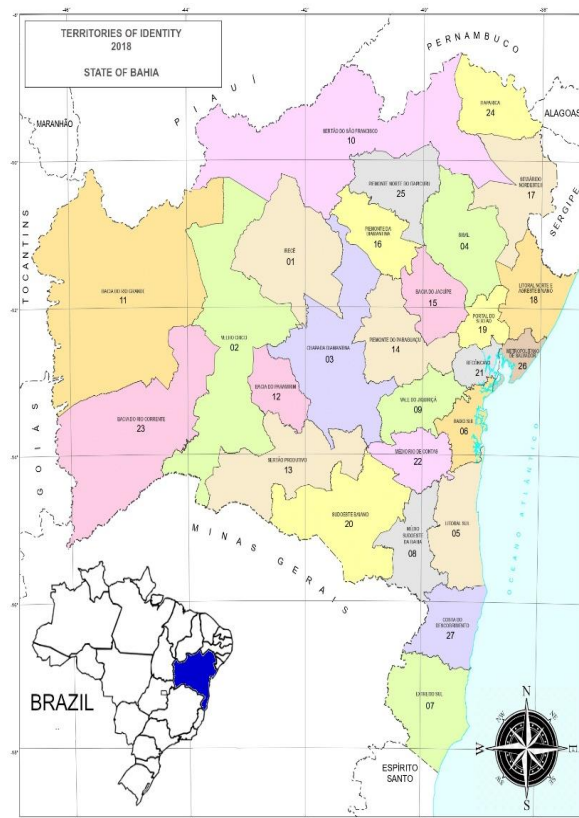 TERRITORIES OF IDENTITY
2018
STATE OF BAHIA
PERNAMBUCO
PIAUÍ
MARANHÃO
ALAGOAS
ITAPARICA
24
SERTÃO DO SÃO FRANCISCO
10
PIEMONTE NORTE DO ITAPICURU
25
17
SERGIPE
TOCANTINS
IRECÊ
01
PIEMONTE DA
DIAMANTINA
16
SISAL
04
BACIA DO RIO GRANDE
11
BACIA DO JACUÍPE
15
LITORAL NORTE E
AGRESTE BAIANO
18
PORTAL DO
SERTÃO
19
VELHO CHICO
02
CHAPADA DIAMANTINA
03
PIEMONTE DO PARAGUAÇU
14
RECÔNCAVO
21
METROPOLITANO
DE SALVADOR
26
BACIA DO PARAMIRIM
12
VALE DO JIQUIRIÇÁ
09
BAIXO SUL
06
GOIÁS
BACIA DO RIO CORRENTE
23
SERTÃO PRODUTIVO
13
MÉDIO RIO DE CONTAS
22
SUDOESTE BAIANO
20
MÉDIO
SUDOESTE
DA BAHIA
08
LITORAL SUL
05
OCEANO ATLÂNTICO
MINAS GERAIS
COSTA DO
DESCOBRIMENTO
27
EXTREMO SUL
07
BRAZIL
ESPÍRITO
SANTO
N
NW
NE
W
E
SW
SE
S